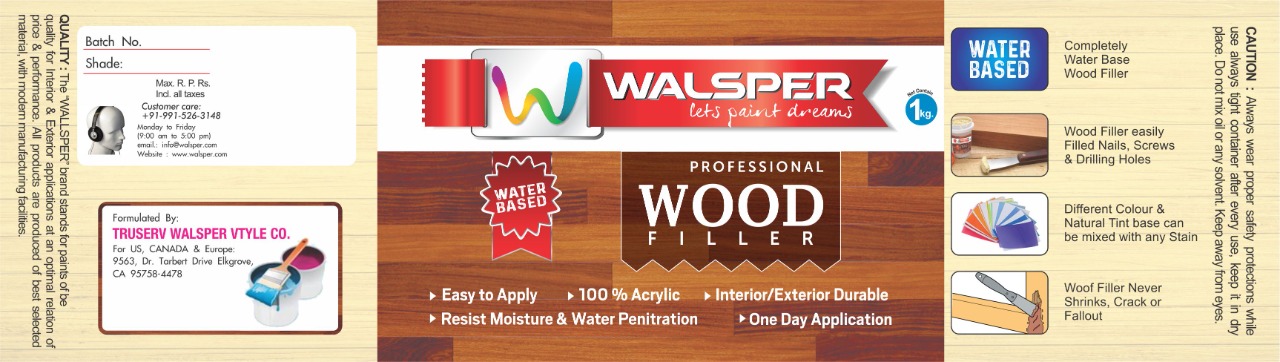 QUALITY : The "WALSPER" brand stands for paints of be
quality for Interior & Exterior applications at an optimal relation of
price & performance. All products are produced of best selected
material, with modern manufacturing facilities.
Batch No.
Shade:
Max. R. P. Rs.
Incl. all taxes
Customer care:
+91-991-526-3148
Monday to Friday
(9:00 am to 5:00 pm)
email.: info@walsper.com
Website : www.walsper.com
Formulated By:
TRUSERV WALSPER VTYLE CO.
For US, CANADA & Europe:
9563, Dr. Tarbert Drive Elkgrove,
CA 95758-4478
WALSPER
lets paint dreams
Net Contain
1kg.
WATER
BASED
PROFESSIONAL
WOOD
FILLER
Easy to Apply
100 % Acrylic
Interior/Exterior Durable
Resist Moisture & Water Penitration
One Day Application
WATER
BASED
Completely
Water Base
Wood Filler
Wood Filler easily
Filled Nails, Screws
& Drilling Holes
Different Colour &
Natural Tint base can
be mixed with any Stain
Woof Filler Never
Shrinks, Crack or
Fallout
CAUTION : Always wear proper safety protections while
use always tight container after every use, keep it in dry
place. Do not mix oil or any solvent. Keep away from eyes.